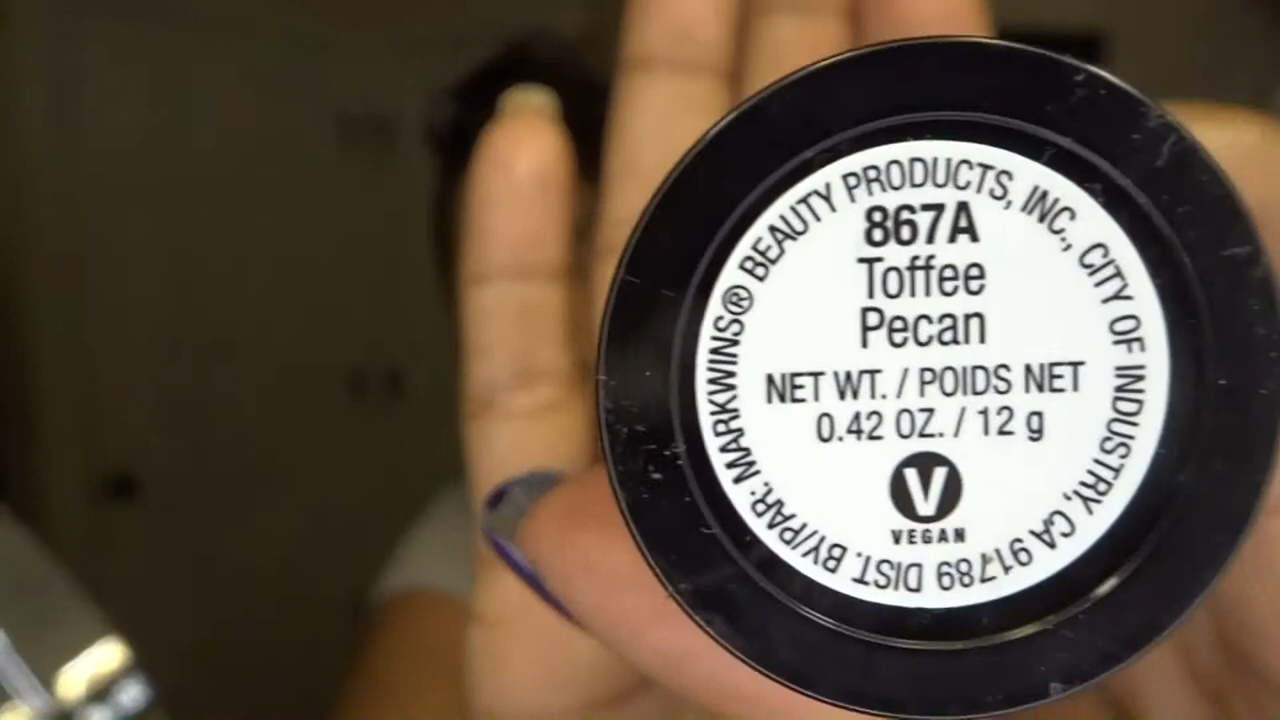 867A
Toffee
Pecan
NET WT. / POIDS NET
0.42 OZ. / 12 g
V
VEGAN
DIST. BY/PAR: MARKWINS® BEAUTY PRODUCTS, INC., CITY OF INDUSTRY, CA 91789